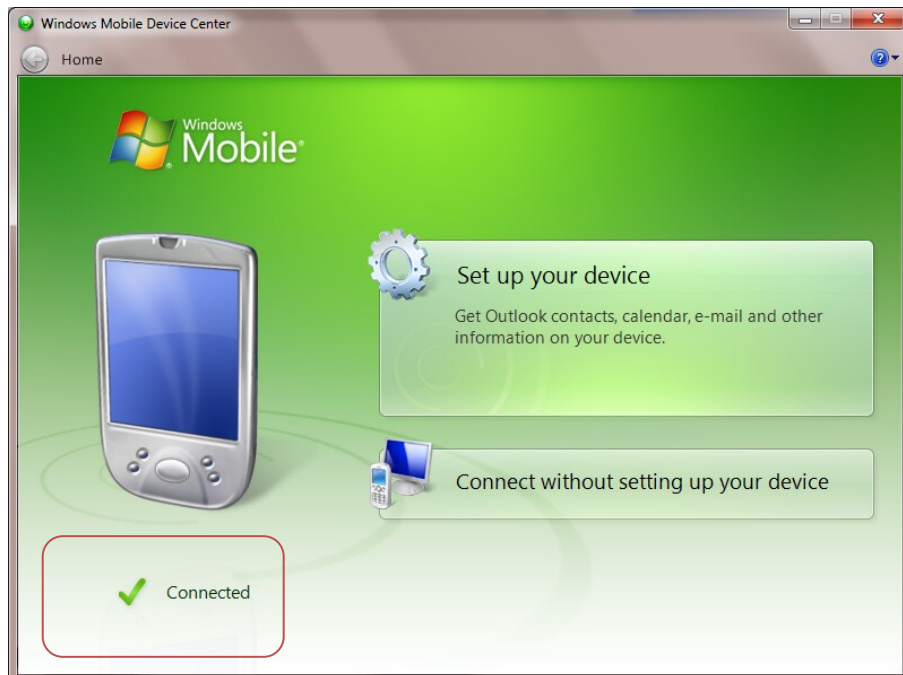 Windows Mobile Device Center
Home
Windows
Mobile®
Set up your device
Get Outlook contacts, calendar, e-mail and other
information on your device.
Connect without setting up your device
Connected